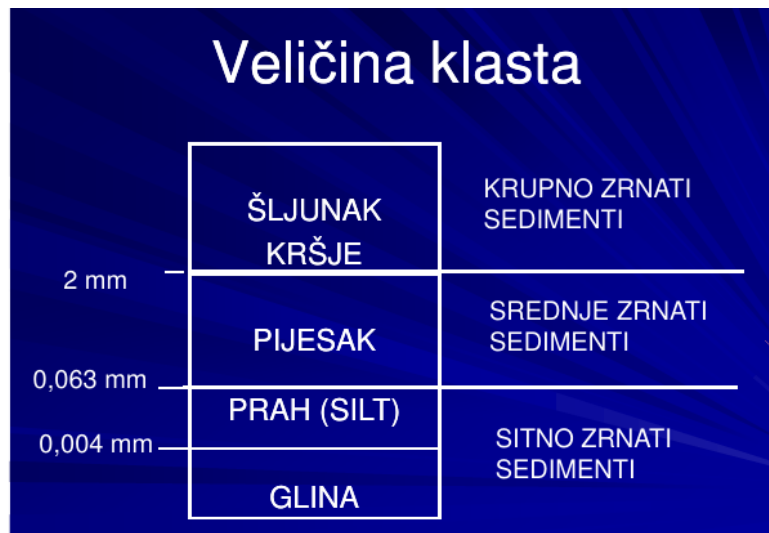 Veličina klasta
ŠLJUNAK
KRŠJE
KRUPNO ZRNATI
SEDIMENTI
2 mm
PIJESAK
SREDNJE ZRNATI
SEDIMENTI
0,063 mm
PRAH (SILT)
0,004 mm
SITNO ZRNATI
SEDIMENTI
GLINA